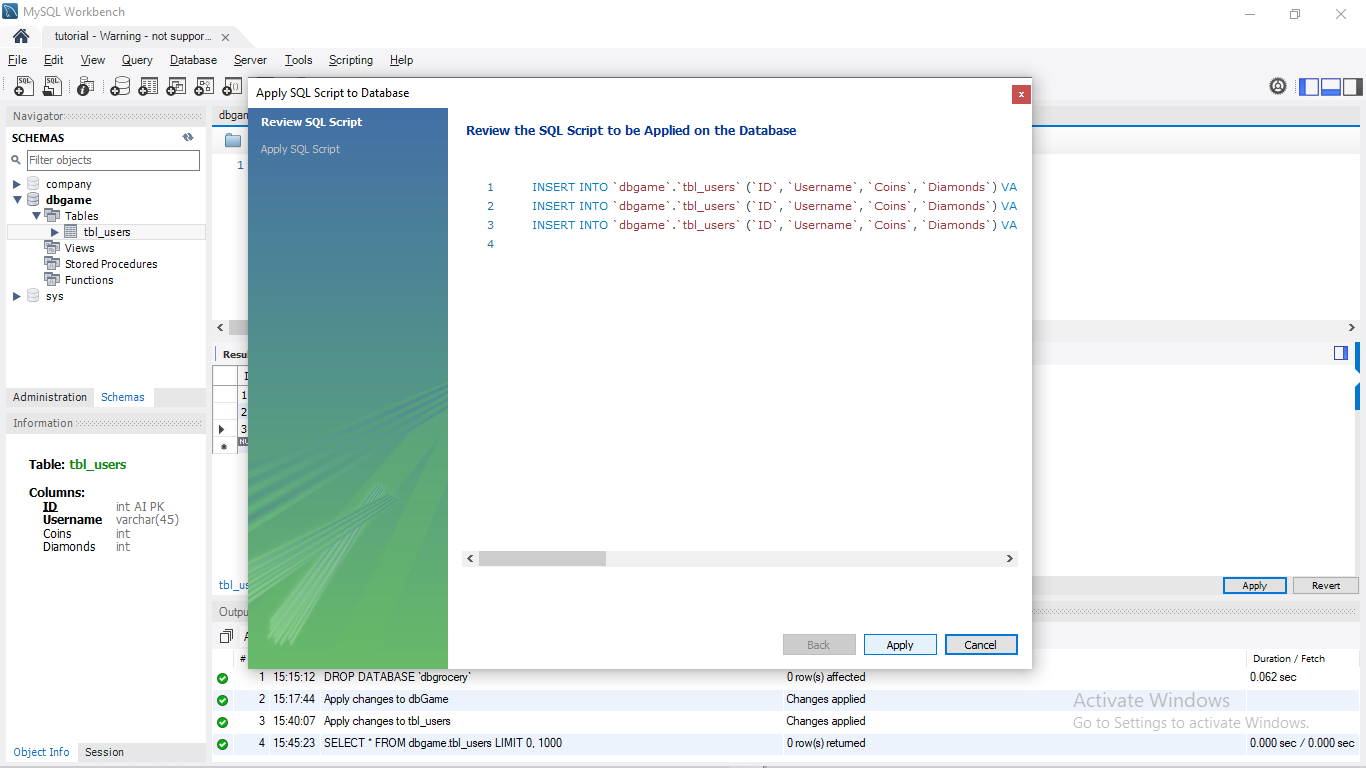 MySQL Workbench
tutorial - Warning - not suppor...
File Edit View Query Database Server Tools Scripting Help
Navigator
SCHEMAS
Filter objects
company
dbgame
Tables
tbl_users
Views
Stored Procedures
Functions
sys
Administration Schemas
Information
Table: tbl_users
Columns:
ID int AI PK
Username varchar(45)
Coins int
Diamonds int
Object Info Session
Apply SQL Script to Database
Review SQL Script
Apply SQL Script
Review the SQL Script to be Applied on the Database
1 INSERT INTO `dbgame`.`tbl_users` (`ID`, `Username`, `Coins`, `Diamonds`) VA
2 INSERT INTO `dbgame`.`tbl_users` (`ID`, `Username`, `Coins`, `Diamonds`) VA
3 INSERT INTO `dbgame`.`tbl_users` (`ID`, `Username`, `Coins`, `Diamonds`) VA
4
Back Apply Cancel
1
1
2
3
Apply Revert
# Duration / Fetch
1 15:15:12 DROP DATABASE `dbgrocery` 0 row(s) affected 0.062 sec
2 15:17:44 Apply changes to dbGame Changes applied
3 15:40:07 Apply changes to tbl_users Changes applied
4 15:45:23 SELECT * FROM dbgame.tbl_users LIMIT 0, 1000 0 row(s) returned 0.000 sec / 0.000 sec
Activate Windows
Go to Settings to activate Windows.